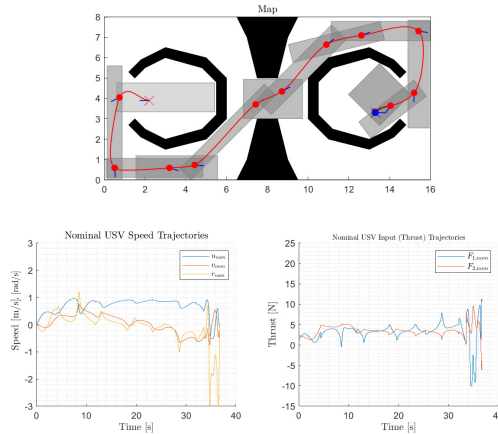 Map
8
7
6
5
4
3
2
1
0
0 2 4 6 8 10 12 14 16
Nominal USV Speed Trajectories
Speed [m/s], [rad/s]
3
2
1
0
-1
-2
-3
0 10 20 30 40
Time [s]
u_nom
v_nom
r_nom
Nominal USV Input (Thrust) Trajectories
Thrust [N]
25
20
15
10
5
0
-5
-10
-15
0 10 20 30 40
Time [s]
F_1,nom
F_2,nom